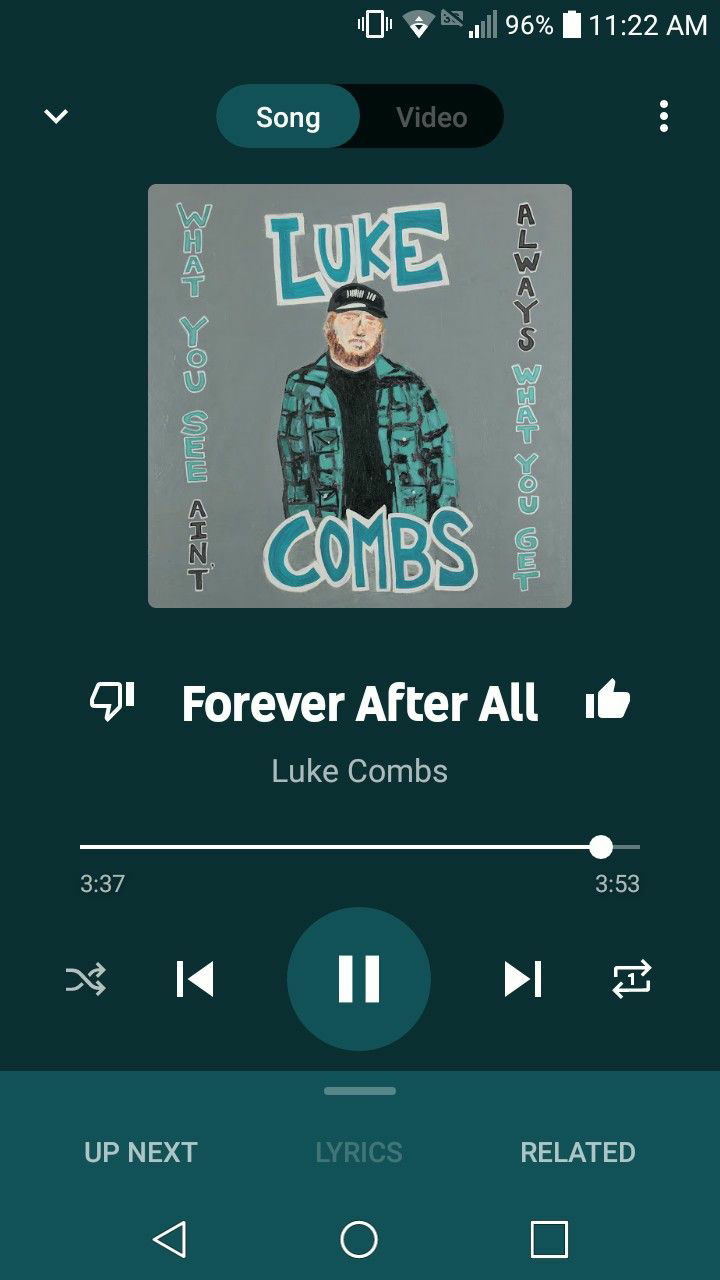 96% 11:22 AM
Song Video
WHAT YOU SEE AIN'T
LUKE
COMBS
ALWAYS WHAT YOU GET
Forever After All
Luke Combs
3:37 3:53
1
UP NEXT LYRICS RELATED